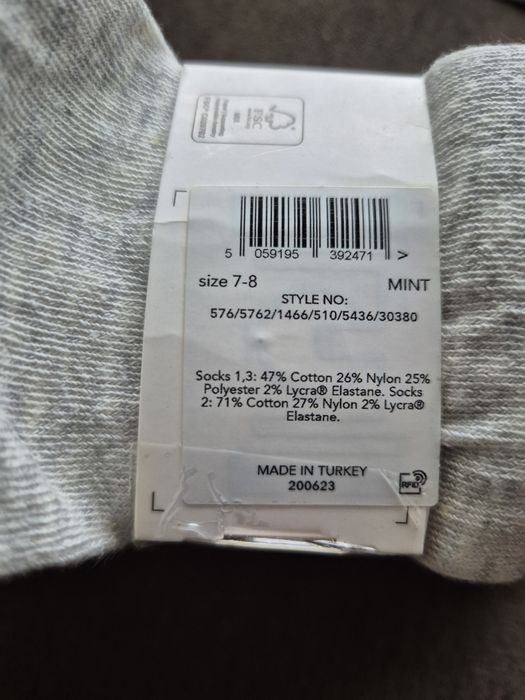 FSC
5 059195 392471 >
size 7-8 MINT
STYLE NO:
576/5762/1466/510/5436/30380
Socks 1,3: 47% Cotton 26% Nylon 25%
Polyester 2% Lycra® Elastane. Socks
2: 71% Cotton 27% Nylon 2% Lycra®
Elastane.
MADE IN TURKEY
200623
RFID